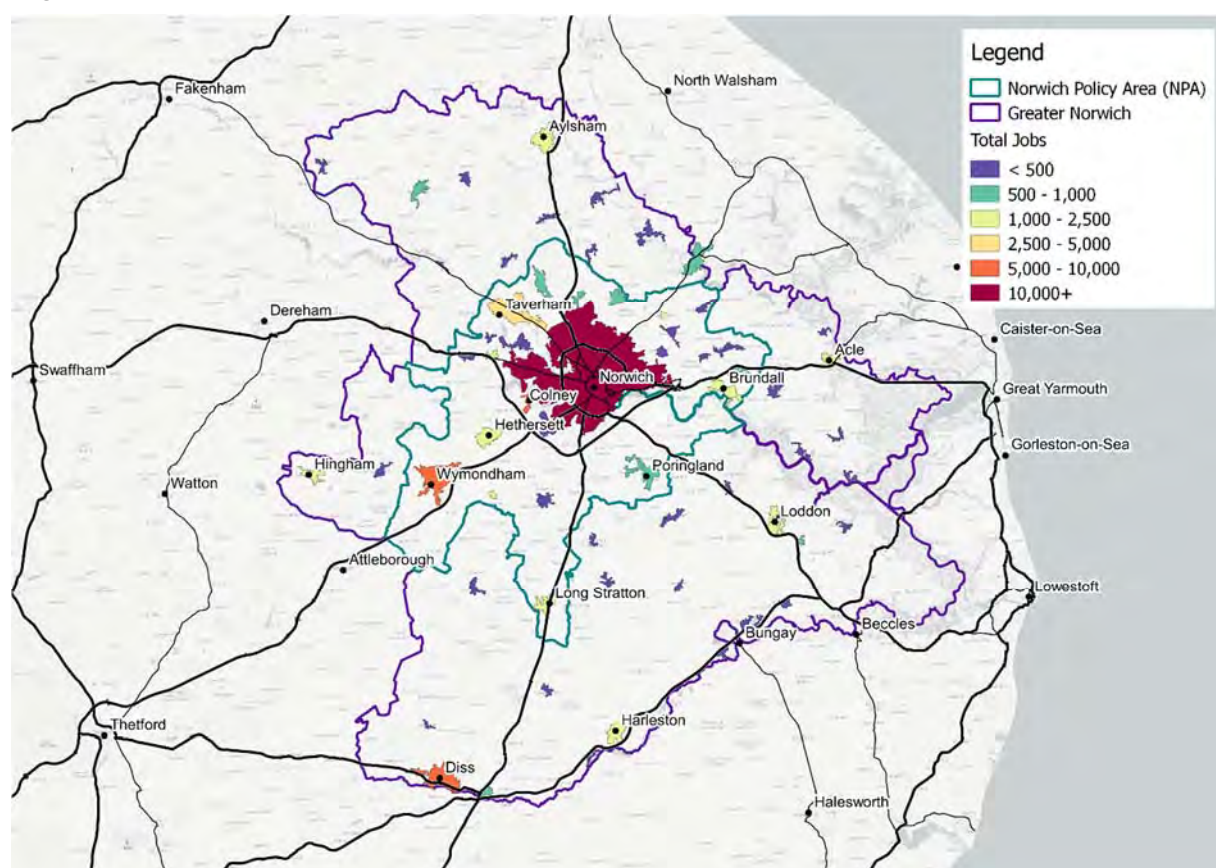 Legend
Norwich Policy Area (NPA)
Greater Norwich
Total Jobs
< 500
500 - 1,000
1,000 - 2,500
2,500 - 5,000
5,000 - 10,000
10,000+
North Walsham
Fakenham
Aylsham
Taverham
Dereham
Caister-on-Sea
Acle
Swaffham
Norwich
Brundall
Great Yarmouth
Colney
Hethersett
Gorleston-on-Sea
Hingham
Poringland
Wymondham
Watton
Loddon
Attleborough
Lowestoft
Long Stratton
Beccles
Bungay
Thetford
Harleston
Diss
Halesworth